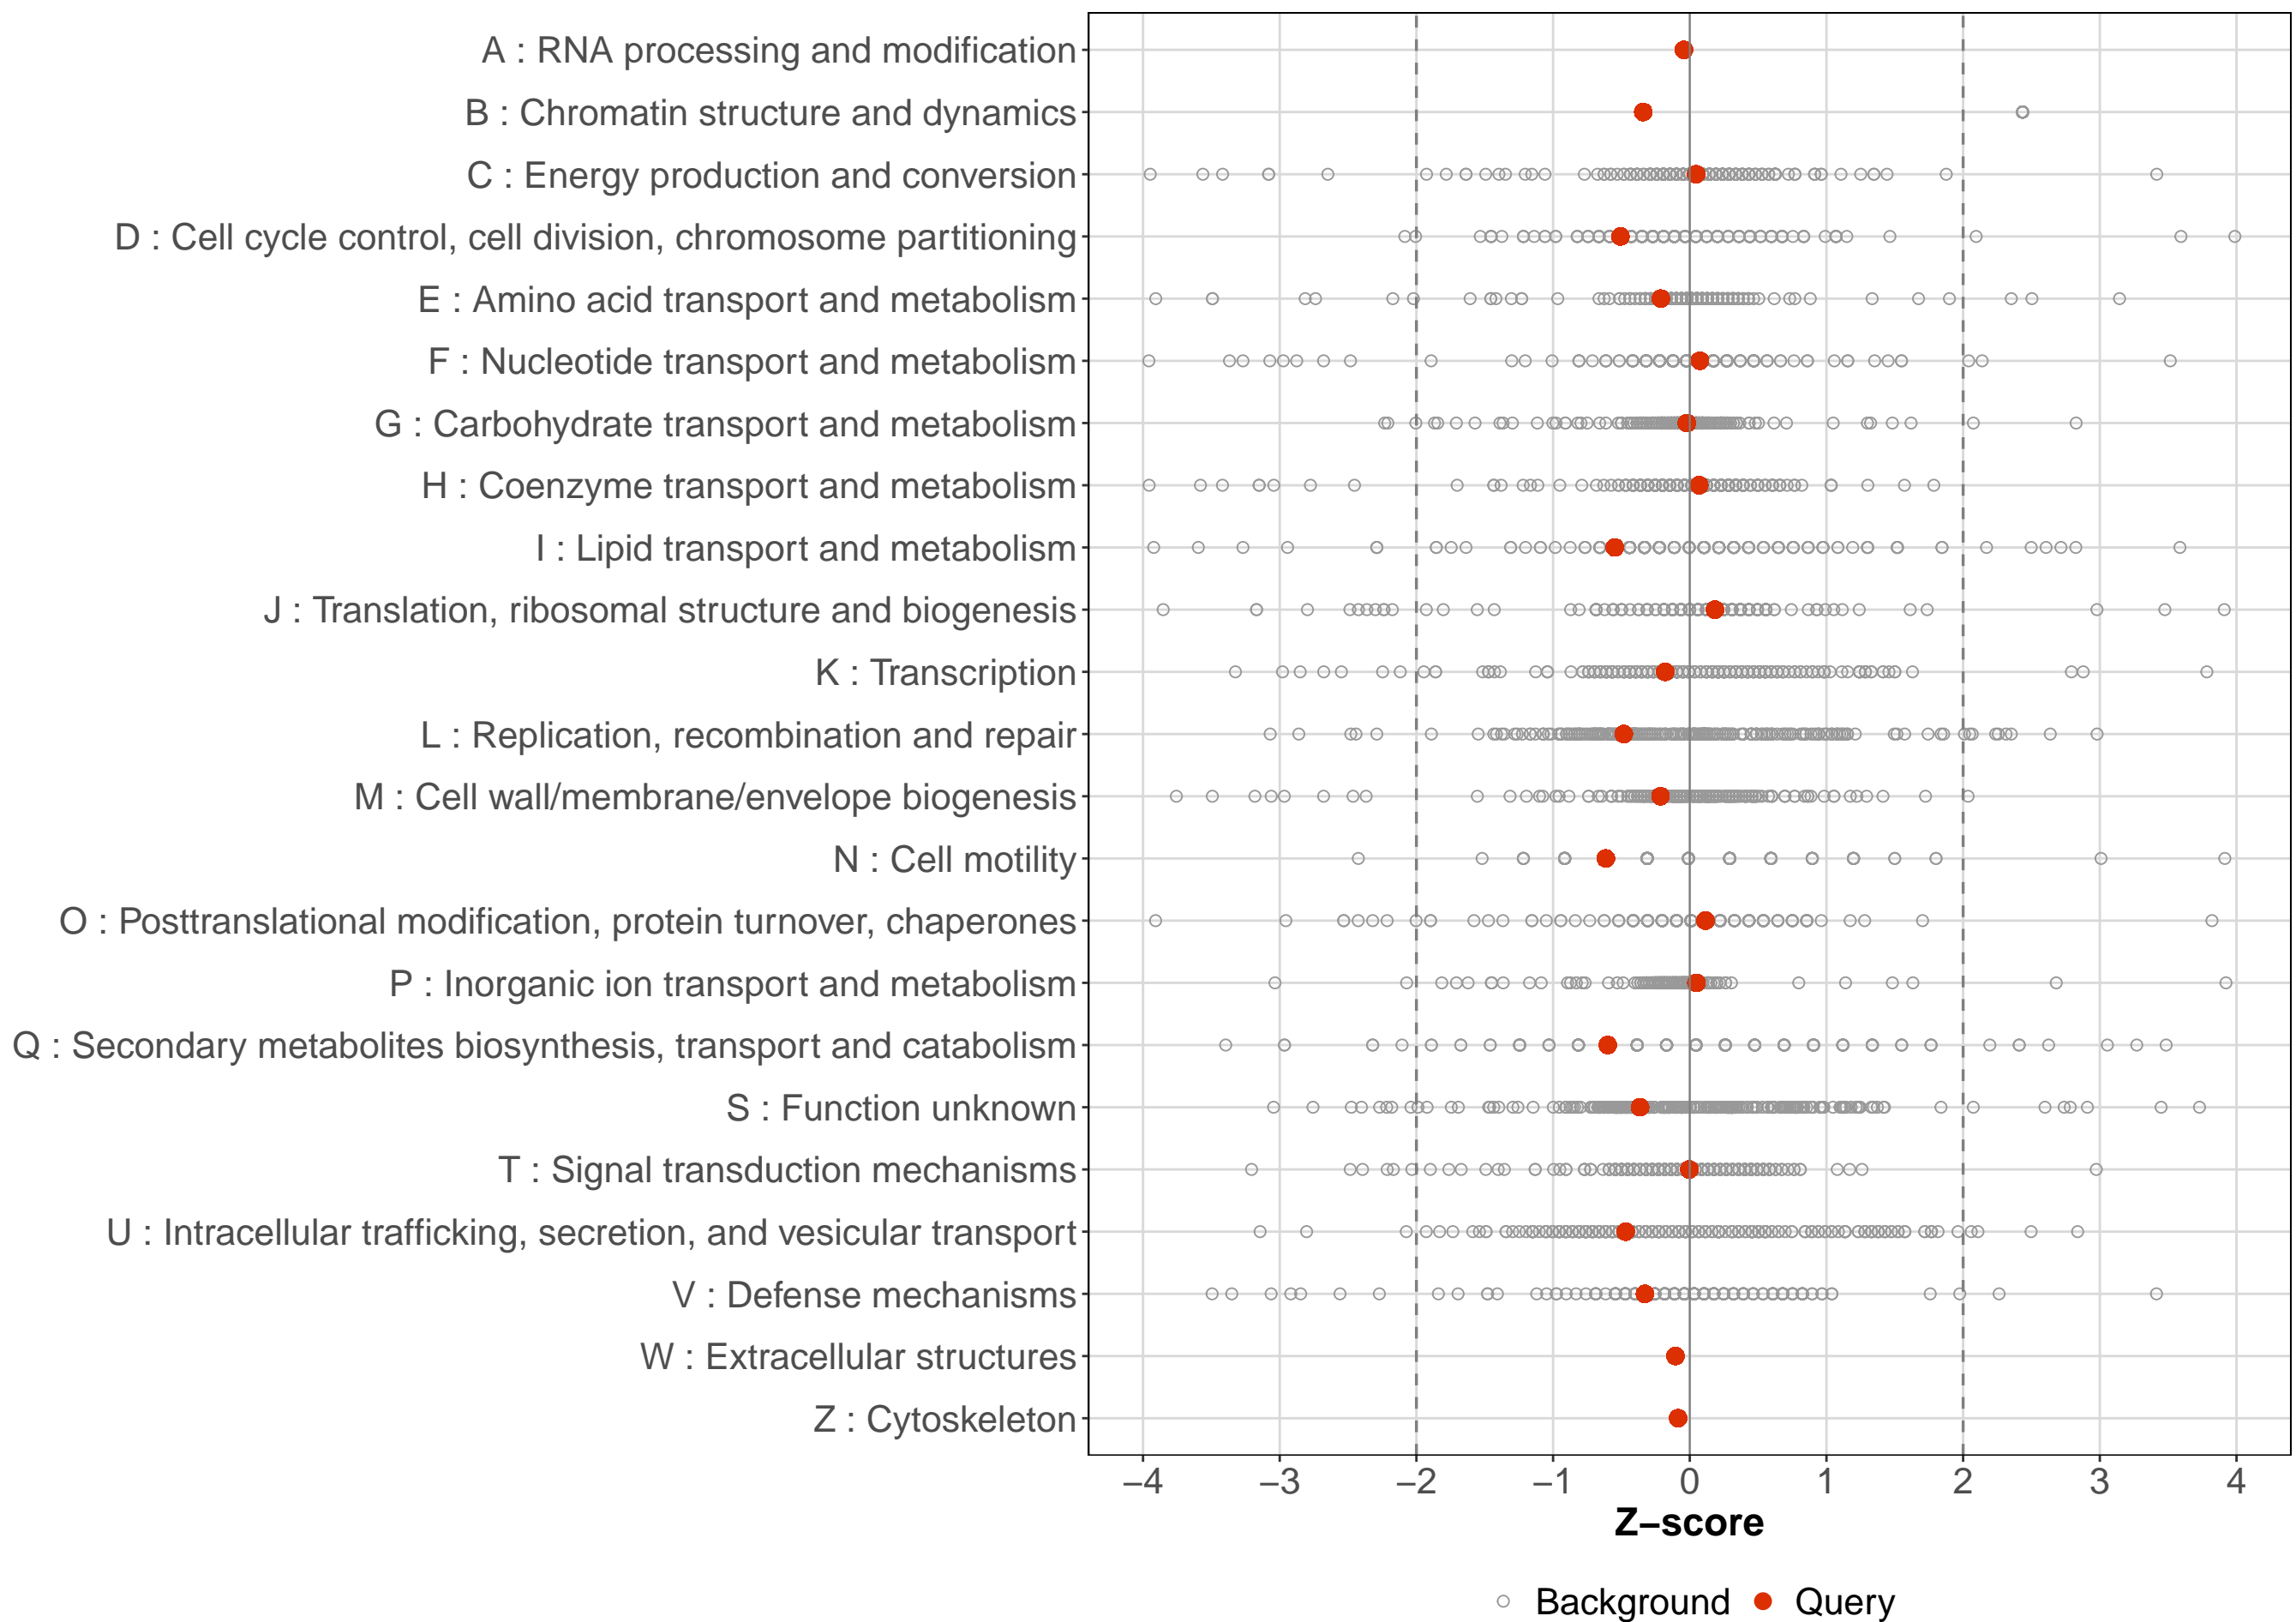 A : RNA processing and modification
B : Chromatin structure and dynamics
C : Energy production and conversion
D : Cell cycle control, cell division, chromosome partitioning
E : Amino acid transport and metabolism
F : Nucleotide transport and metabolism
G : Carbohydrate transport and metabolism
H : Coenzyme transport and metabolism
I : Lipid transport and metabolism
J : Translation, ribosomal structure and biogenesis
K : Transcription
L : Replication, recombination and repair
M : Cell wall/membrane/envelope biogenesis
N : Cell motility
O : Posttranslational modification, protein turnover, chaperones
P : Inorganic ion transport and metabolism
Q : Secondary metabolites biosynthesis, transport and catabolism
S : Function unknown
T : Signal transduction mechanisms
U : Intracellular trafficking, secretion, and vesicular transport
V : Defense mechanisms
W : Extracellular structures
Z : Cytoskeleton
−4 −3 −2 −1 0 1 2 3 4
Z−score
Background Query